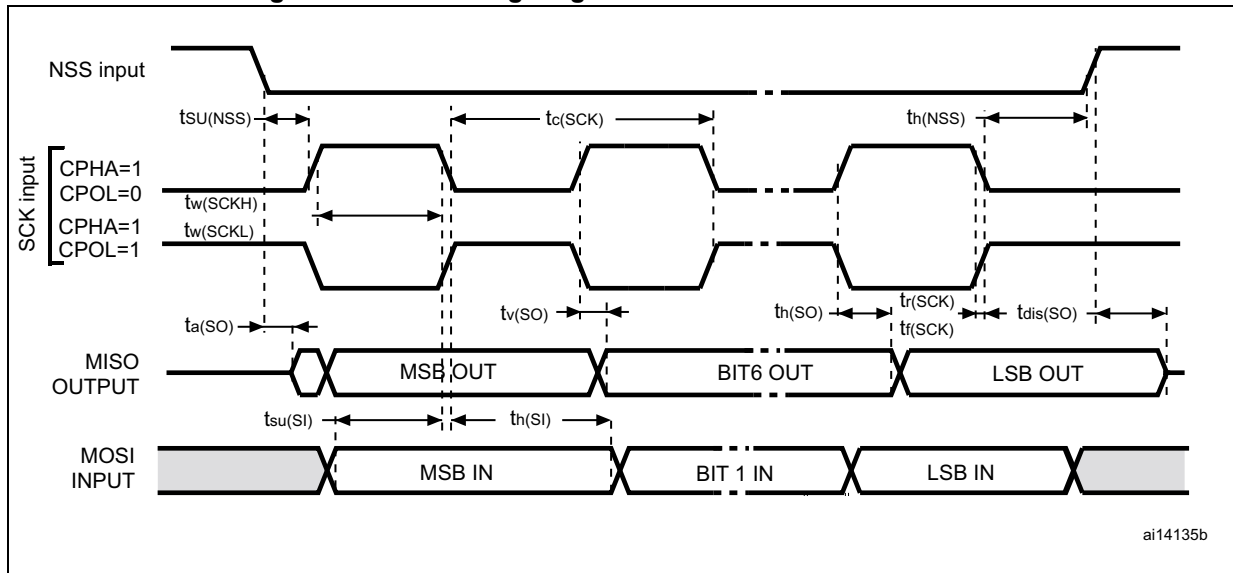 NSS input
tSU(NSS)
tc(SCK)
th(NSS)
SCK input
CPHA=1
CPOL=0
tw(SCKH)
CPHA=1
tw(SCKL)
CPOL=1
ta(SO)
tv(SO)
th(SO)
tr(SCK)
tf(SCK)
tdis(SO)
MISO
OUTPUT
MSB OUT
BIT6 OUT
LSB OUT
tsu(SI)
th(SI)
MOSI
INPUT
MSB IN
BIT 1 IN
LSB IN
ai14135b